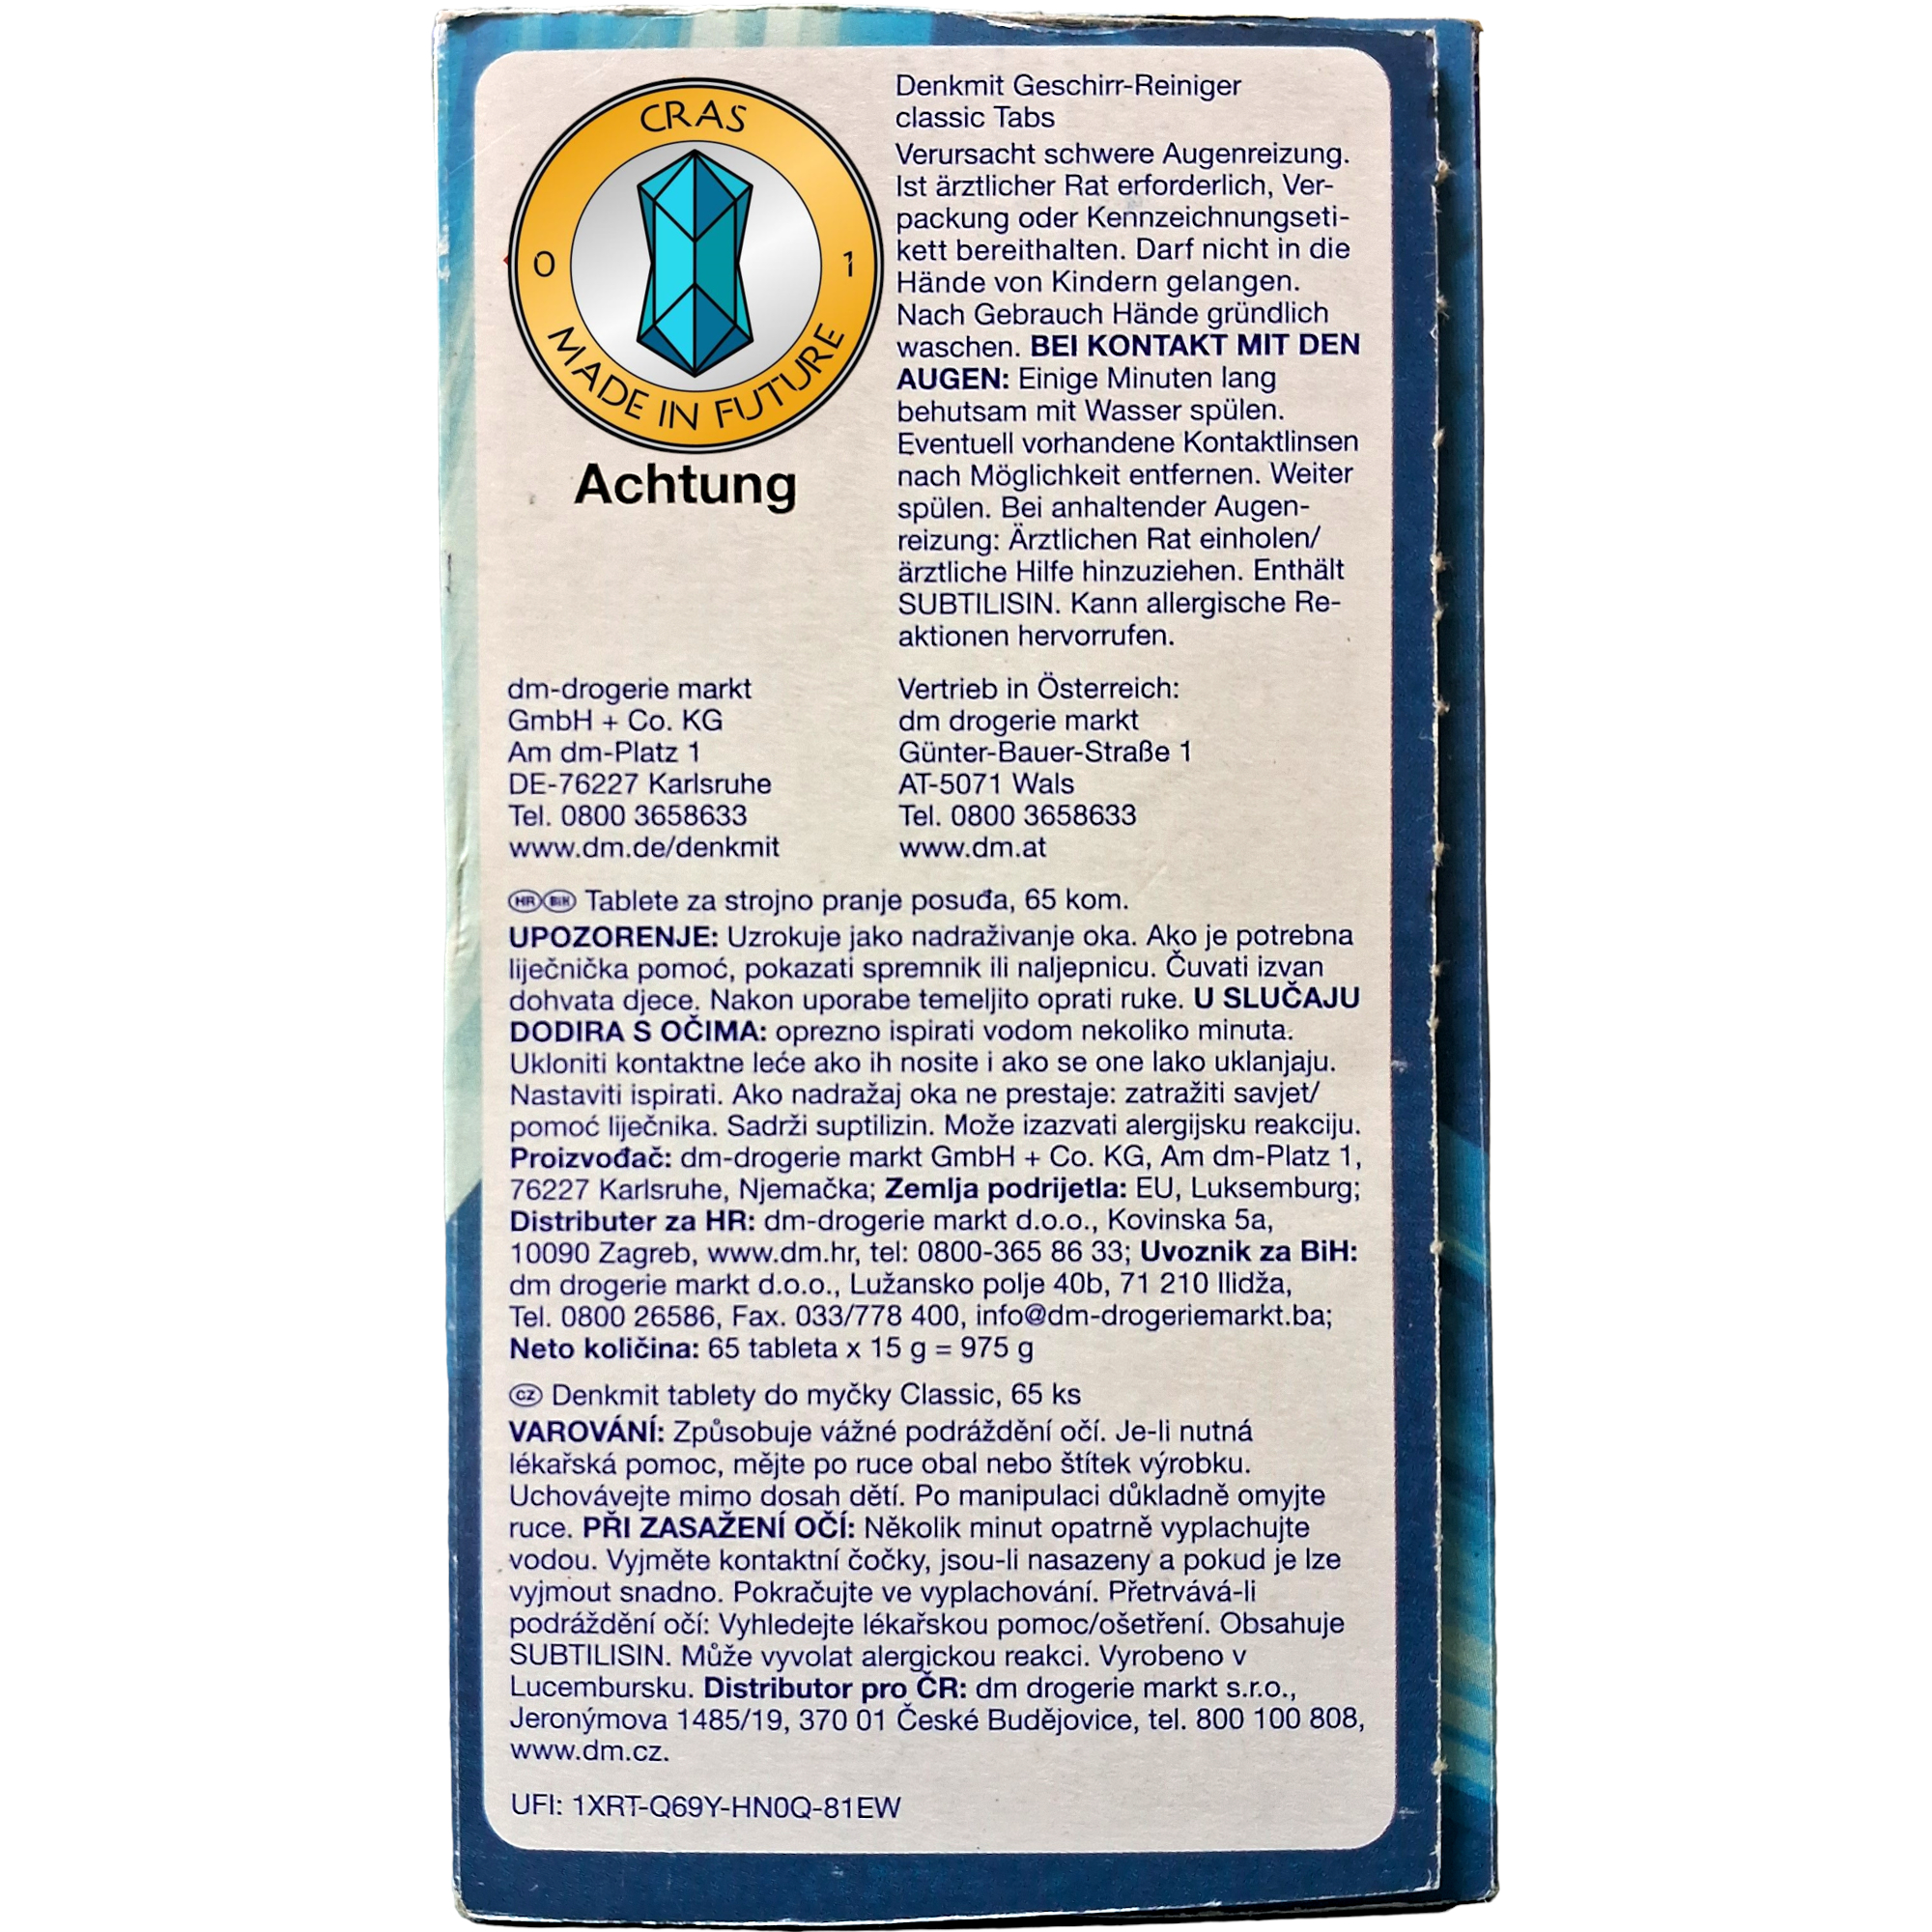 CRAS
0 1
MADE IN FUTURE
Achtung
Denkmit Geschirr-Reiniger
classic Tabs
Verursacht schwere Augenreizung.
Ist ärztlicher Rat erforderlich, Ver-
packung oder Kennzeichnungseti-
kett bereithalten. Darf nicht in die
Hände von Kindern gelangen.
Nach Gebrauch Hände gründlich
waschen. BEI KONTAKT MIT DEN
AUGEN: Einige Minuten lang
behutsam mit Wasser spülen.
Eventuell vorhandene Kontaktlinsen
nach Möglichkeit entfernen. Weiter
spülen. Bei anhaltender Augen-
reizung: Ärztlichen Rat einholen/
ärztliche Hilfe hinzuziehen. Enthält
SUBTILISIN. Kann allergische Re-
aktionen hervorrufen.
dm-drogerie markt
GmbH + Co. KG
Am dm-Platz 1
DE-76227 Karlsruhe
Tel. 0800 3658633
www.dm.de/denkmit
Vertrieb in Österreich:
dm drogerie markt
Günter-Bauer-Straße 1
AT-5071 Wals
Tel. 0800 3658633
www.dm.at
HR BiH Tablete za strojno pranje posuđa, 65 kom.
UPOZORENJE: Uzrokuje jako nadraživanje oka. Ako je potrebna
liječnička pomoć, pokazati spremnik ili naljepnicu. Čuvati izvan
dohvata djece. Nakon uporabe temeljito oprati ruke. U SLUČAJU
DODIRA S OČIMA: oprezno ispirati vodom nekoliko minuta.
Ukloniti kontaktne leće ako ih nosite i ako se one lako uklanjaju.
Nastaviti ispirati. Ako nadražaj oka ne prestaje: zatražiti savjet/
pomoć liječnika. Sadrži suptilizin. Može izazvati alergijsku reakciju.
Proizvođač: dm-drogerie markt GmbH + Co. KG, Am dm-Platz 1,
76227 Karlsruhe, Njemačka; Zemlja podrijetla: EU, Luksemburg;
Distributer za HR: dm-drogerie markt d.o.o., Kovinska 5a,
10090 Zagreb, www.dm.hr, tel: 0800-365 86 33; Uvoznik za BiH:
dm drogerie markt d.o.o., Lužansko polje 40b, 71 210 Ilidža,
Tel. 0800 26586, Fax. 033/778 400, info@dm-drogeriemarkt.ba;
Neto količina: 65 tableta x 15 g = 975 g
CZ Denkmit tablety do myčky Classic, 65 ks
VAROVÁNÍ: Způsobuje vážné podráždění očí. Je-li nutná
lékařská pomoc, mějte po ruce obal nebo štítek výrobku.
Uchovávejte mimo dosah dětí. Po manipulaci důkladně omyjte
ruce. PŘI ZASAŽENÍ OČÍ: Několik minut opatrně vyplachujte
vodou. Vyjměte kontaktní čočky, jsou-li nasazeny a pokud je lze
vyjmout snadno. Pokračujte ve vyplachování. Přetrvává-li
podráždění očí: Vyhledejte lékařskou pomoc/ošetření. Obsahuje
SUBTILISIN. Může vyvolat alergickou reakci. Vyrobeno v
Lucembursku. Distributor pro ČR: dm drogerie markt s.r.o.,
Jeronýmova 1485/19, 370 01 České Budějovice, tel. 800 100 808,
www.dm.cz.
UFI: 1XRT-Q69Y-HN0Q-81EW